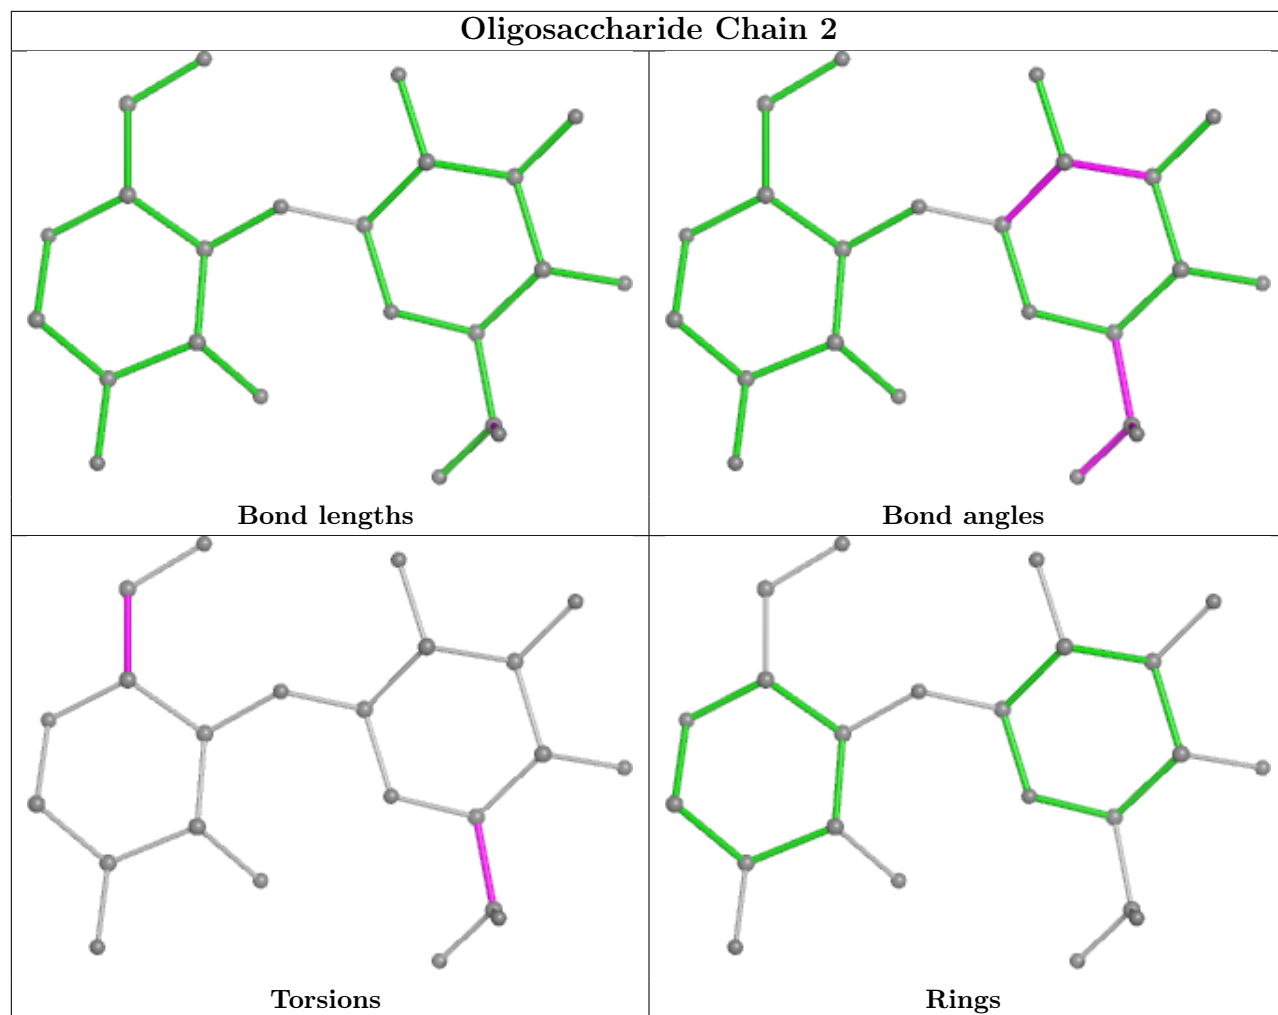 Oligosaccharide Chain 2
Bond lengths
Bond angles
Torsions
Rings